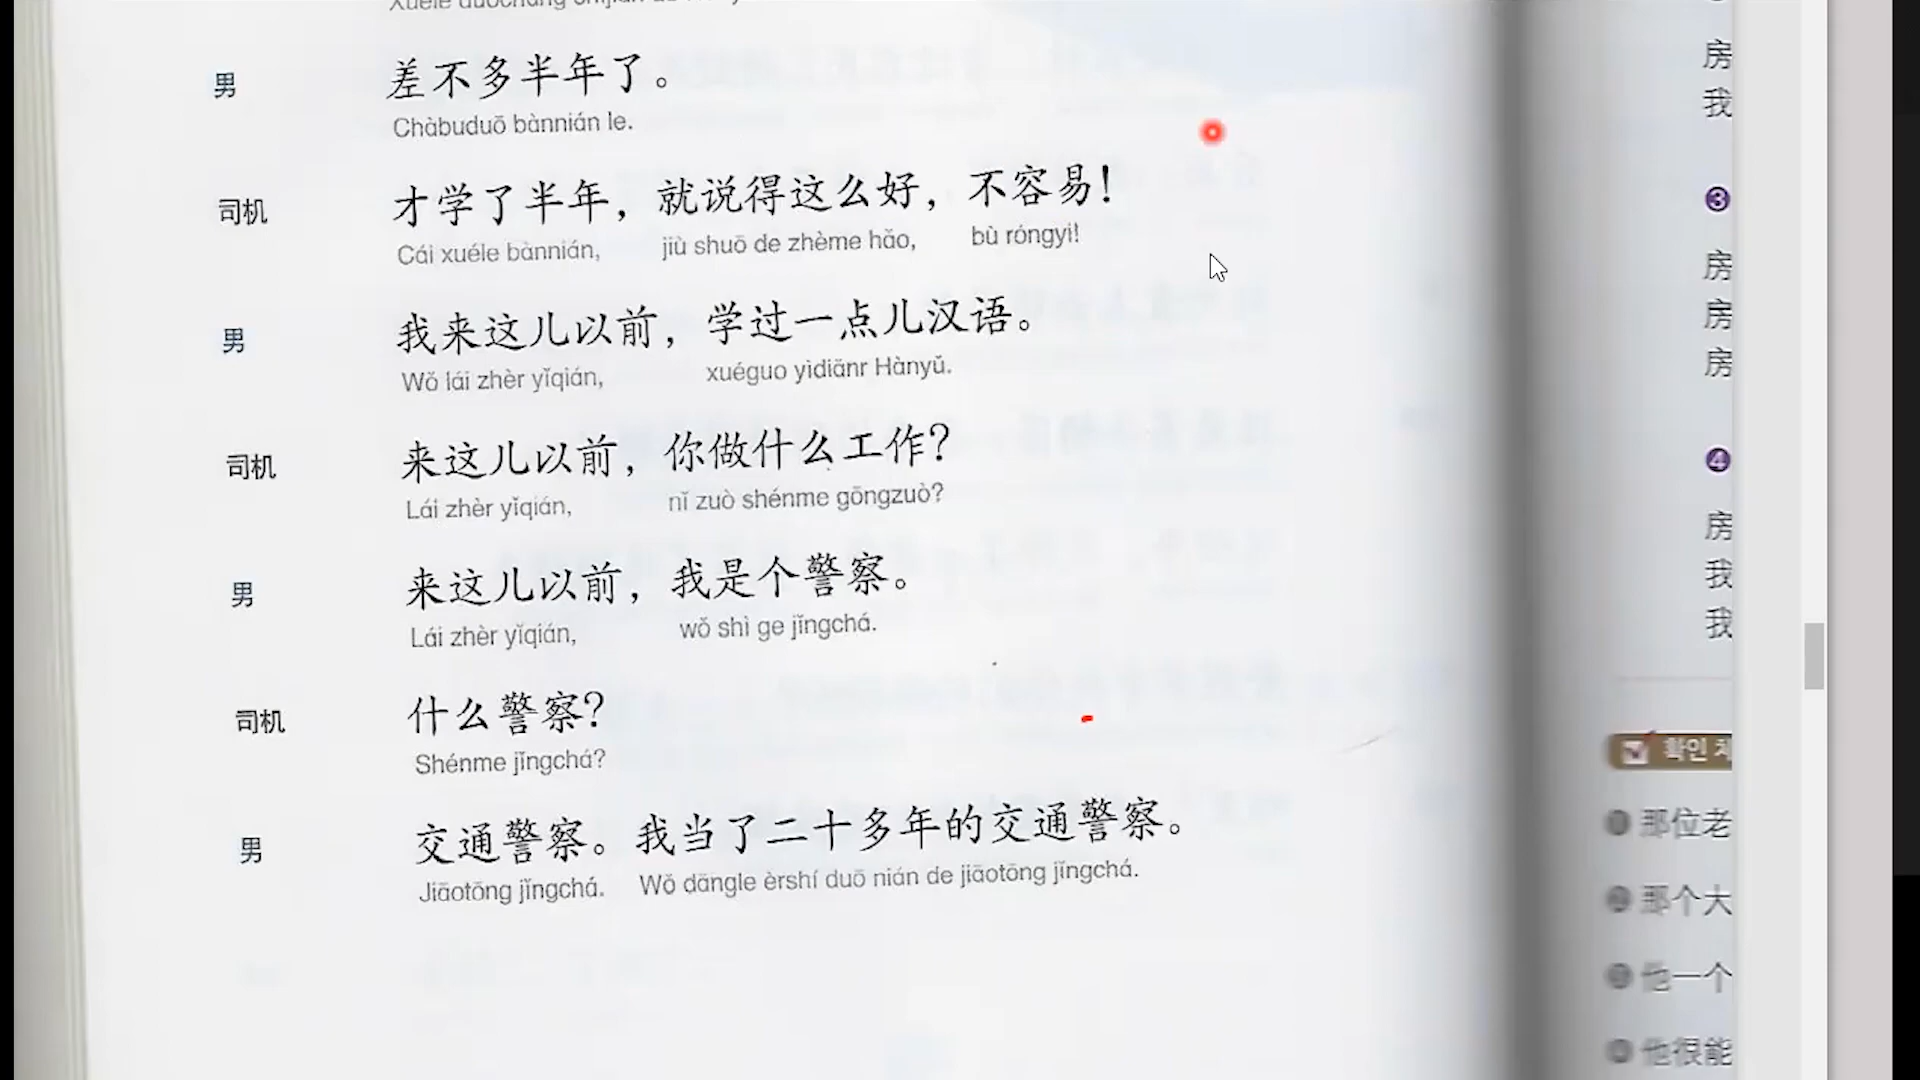 男 差不多半年了。
Chàbuduō bànnián le.
司机 才学了半年，就说得这么好，不容易！
Cái xuéle bànnián, jiù shuō de zhème hǎo, bù róngyi!
男 我来这儿以前，学过一点儿汉语。
Wǒ lái zhèr yǐqián, xuéguo yìdiǎnr Hànyǔ.
司机 来这儿以前，你做什么工作？
Lái zhèr yǐqián, nǐ zuò shénme gōngzuò?
男 来这儿以前，我是个警察。
Lái zhèr yǐqián, wǒ shì ge jǐngchá.
司机 什么警察？
Shénme jǐngchá?
男 交通警察。我当了二十多年的交通警察。
Jiāotōng jǐngchá. Wǒ dāngle èrshí duō nián de jiāotōng jǐngchá.
房
我
❸
房
房
房
❹
房
我
我
확인
那位老
那个大
他一个
他很能